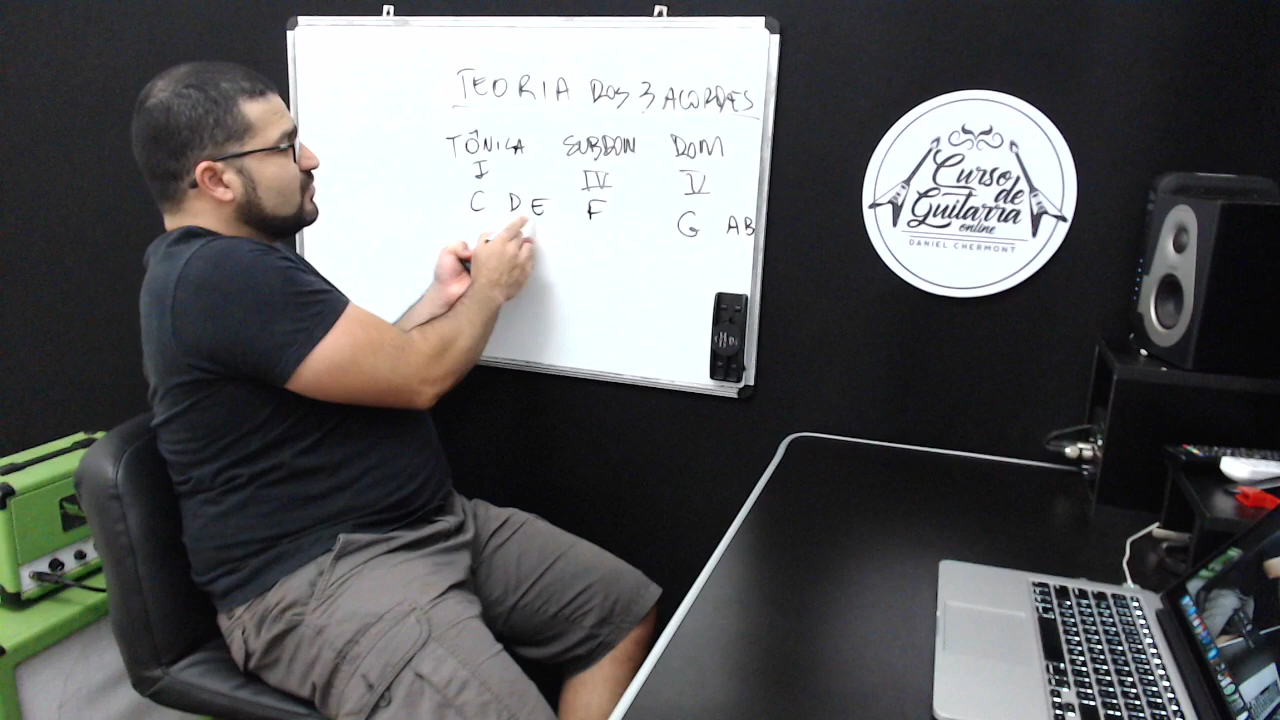 TEORIA DOS 3 ACORDES
TÔNICA SUBDOM DOM
I IV V
C D E F G A B
Curso
de
Guitarra
online
DANIEL CHERMONT